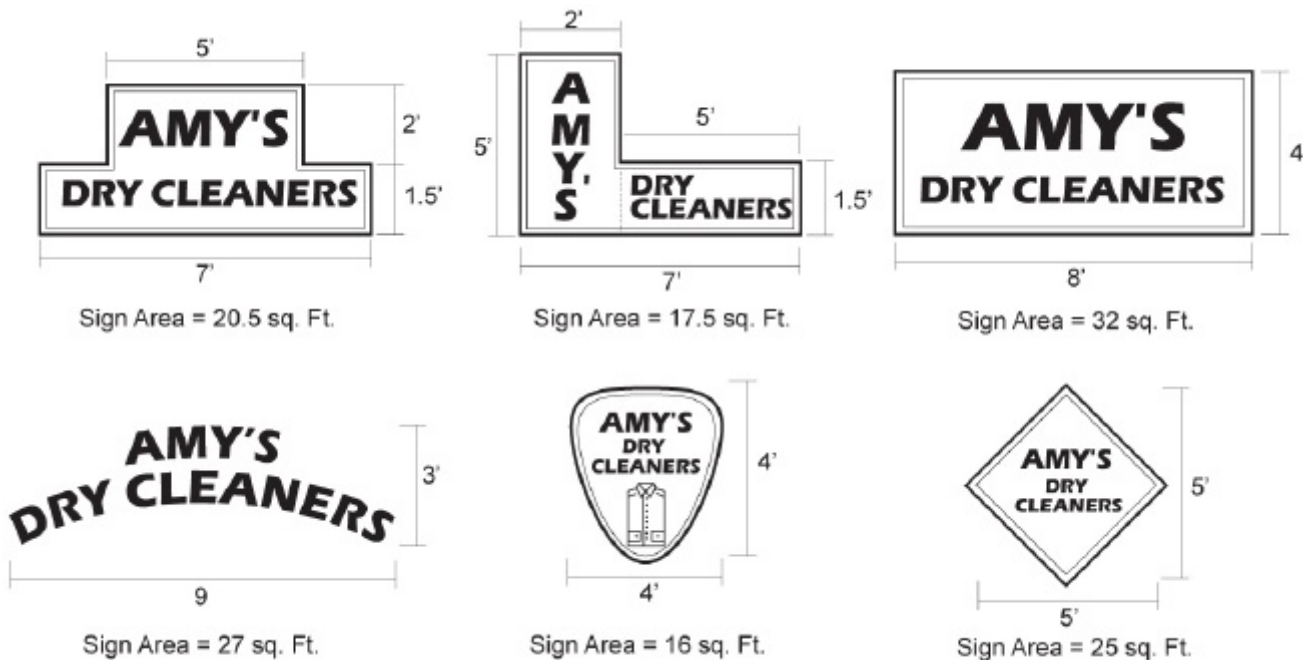 5'
AMY'S
DRY CLEANERS
2'
1.5'
7'
Sign Area = 20.5 sq. Ft.
2'
5'
AMY'S
5'
DRY
CLEANERS
1.5'
7'
Sign Area = 17.5 sq. Ft.
AMY'S
DRY CLEANERS
4
8'
Sign Area = 32 sq. Ft.
AMY'S
DRY CLEANERS
3'
9
Sign Area = 27 sq. Ft.
AMY'S
DRY
CLEANERS
4'
4'
Sign Area = 16 sq. Ft.
AMY'S
DRY
CLEANERS
5'
5'
Sign Area = 25 sq. Ft.